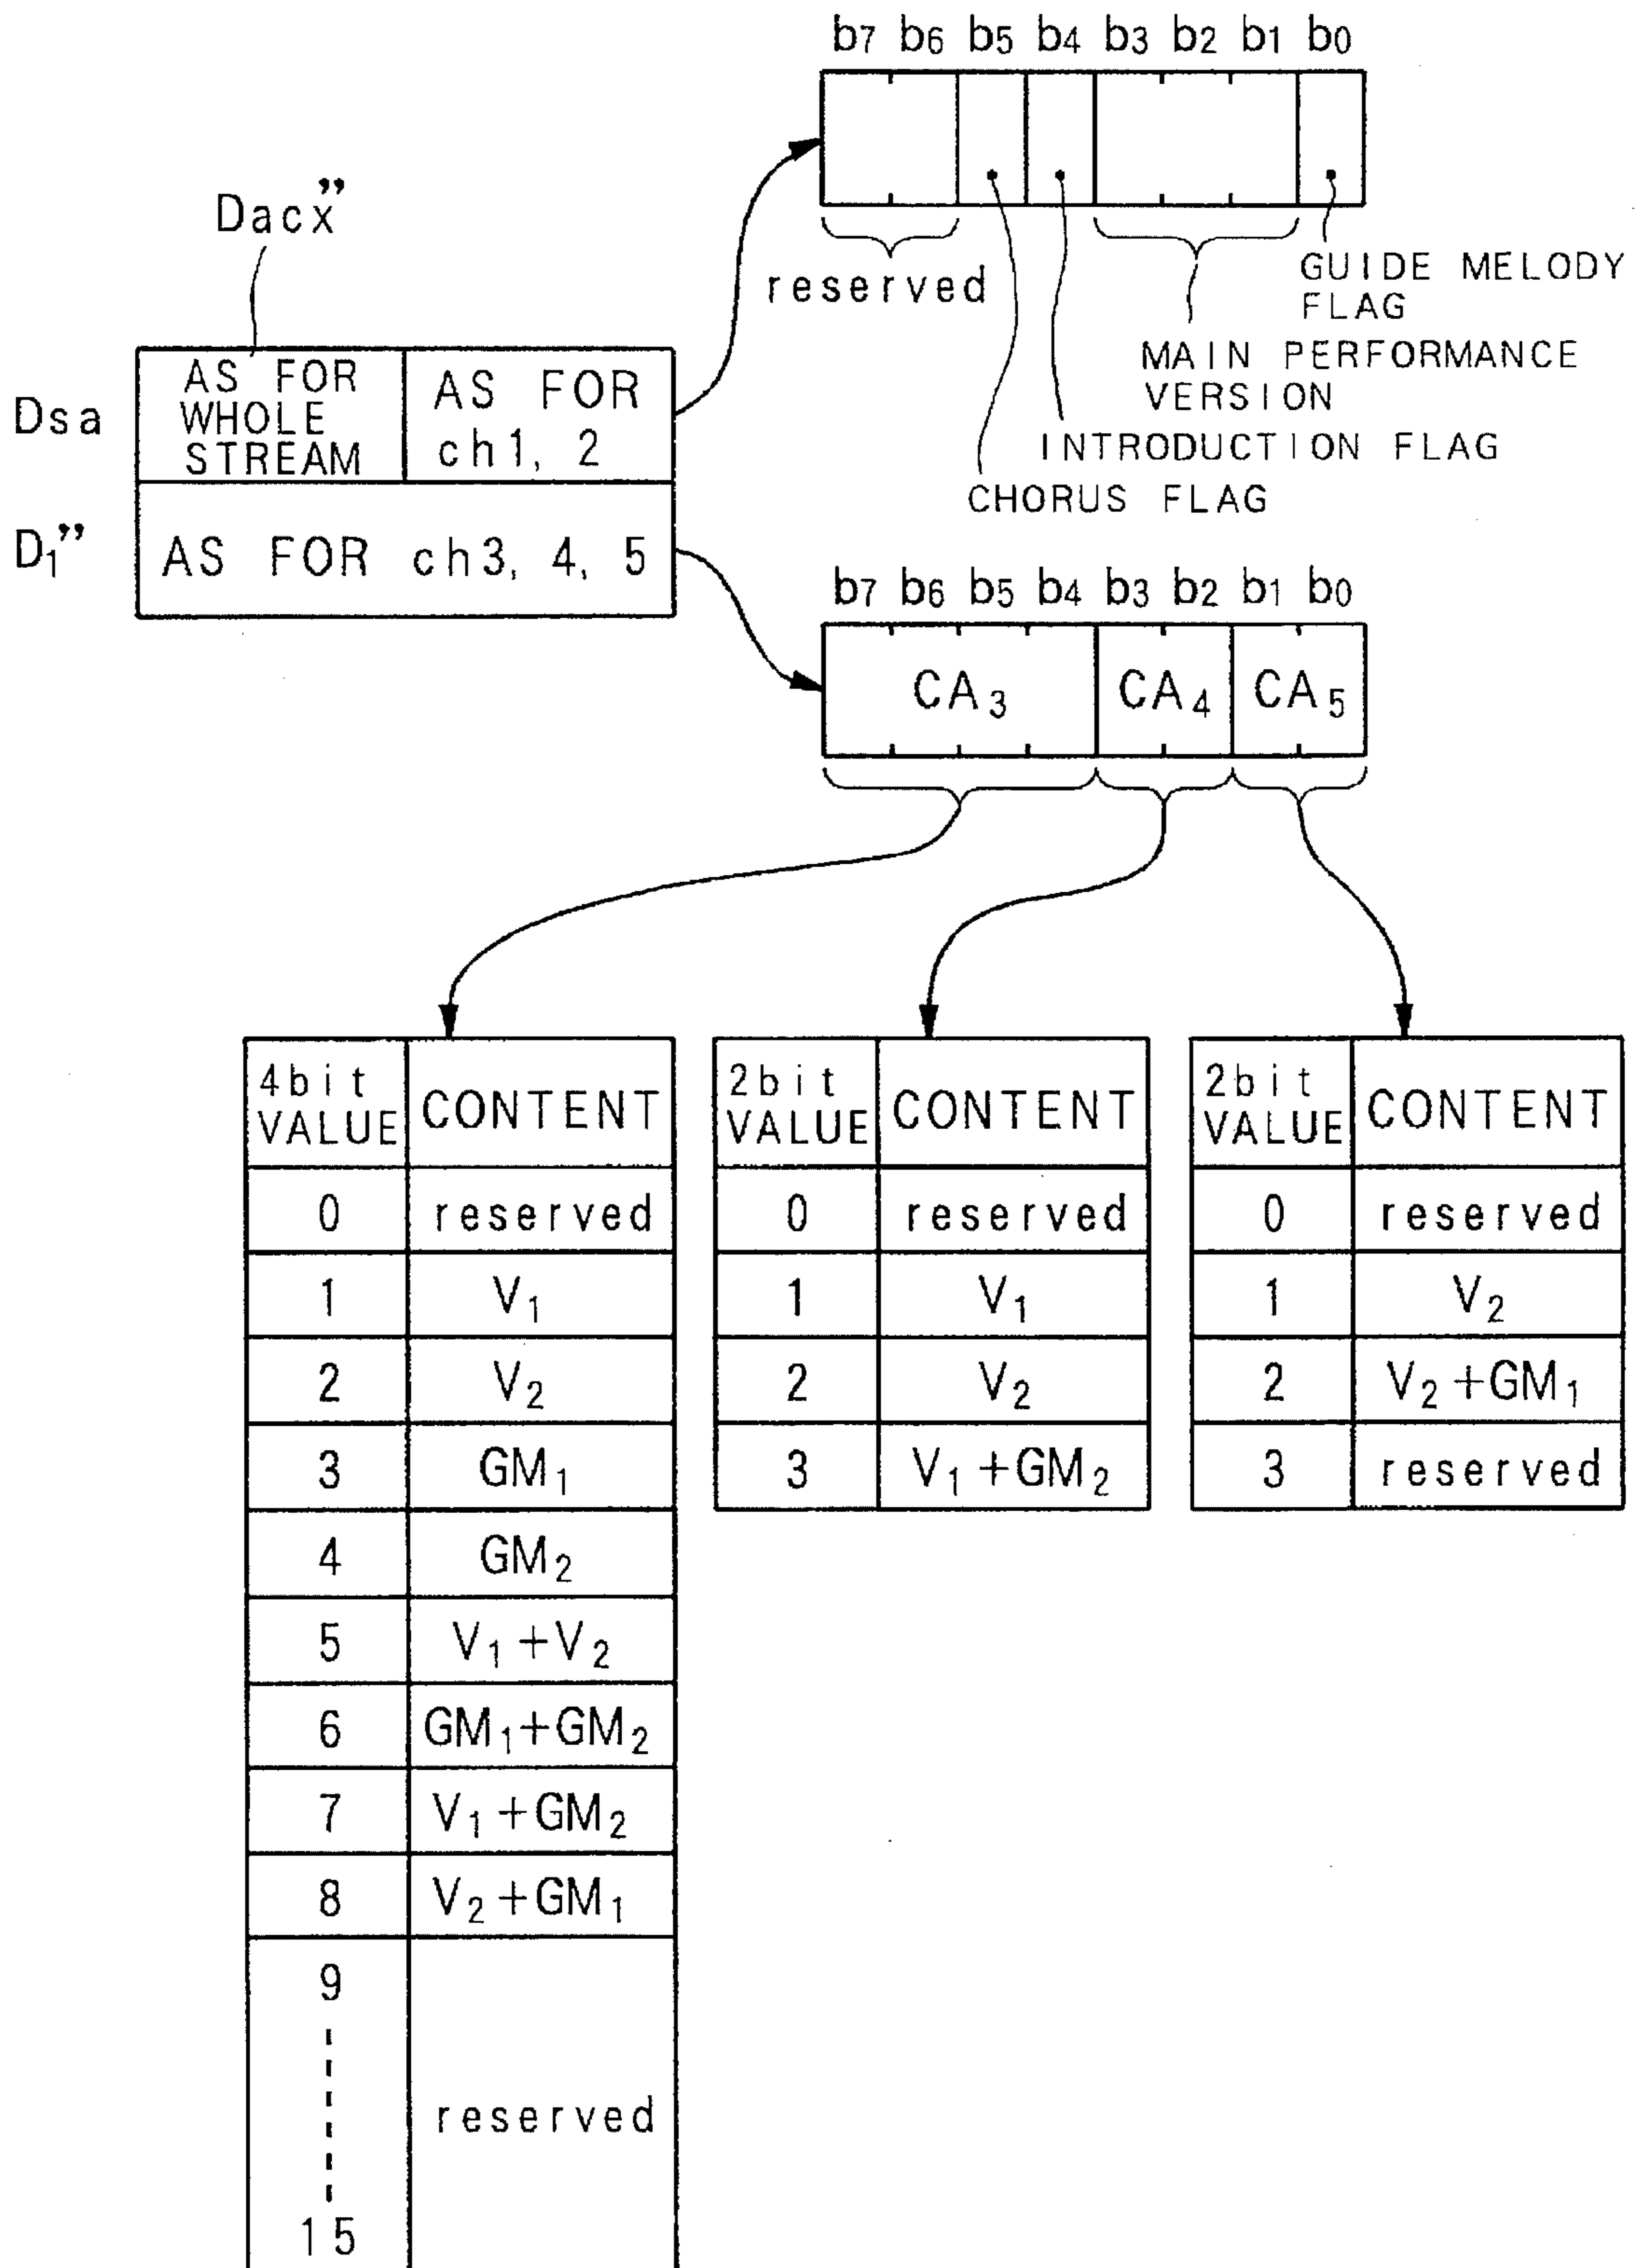 b7 b6 b5 b4 b3 b2 b1 b0
Dacx”
reserved
GUIDE MELODY
FLAG
MAIN PERFORMANCE
VERSION
INTRODUCTION FLAG
CHORUS FLAG
Dsa
AS FOR
WHOLE
STREAM
AS FOR
ch1, 2
D₁”
AS FOR ch3, 4, 5
b7 b6 b5 b4 b3 b2 b1 b0
CA₃ CA₄ CA₅
4bit
VALUE
CONTENT
0 reserved
1 V₁
2 V₂
3 GM₁
4 GM₂
5 V₁+V₂
6 GM₁+GM₂
7 V₁+GM₂
8 V₂+GM₁
9
15
reserved
2bit
VALUE
CONTENT
0 reserved
1 V₁
2 V₂
3 V₁+GM₂
2bit
VALUE
CONTENT
0 reserved
1 V₂
2 V₂+GM₁
3 reserved